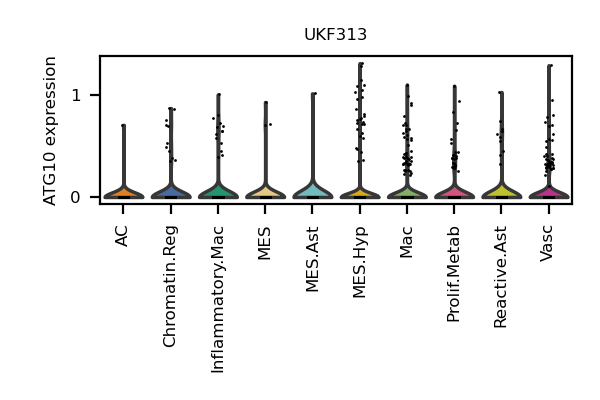 UKF313
ATG10 expression
1
0
AC
Chromatin.Reg
Inflammatory.Mac
MES
MES.Ast
MES.Hyp
Mac
Prolif.Metab
Reactive.Ast
Vasc